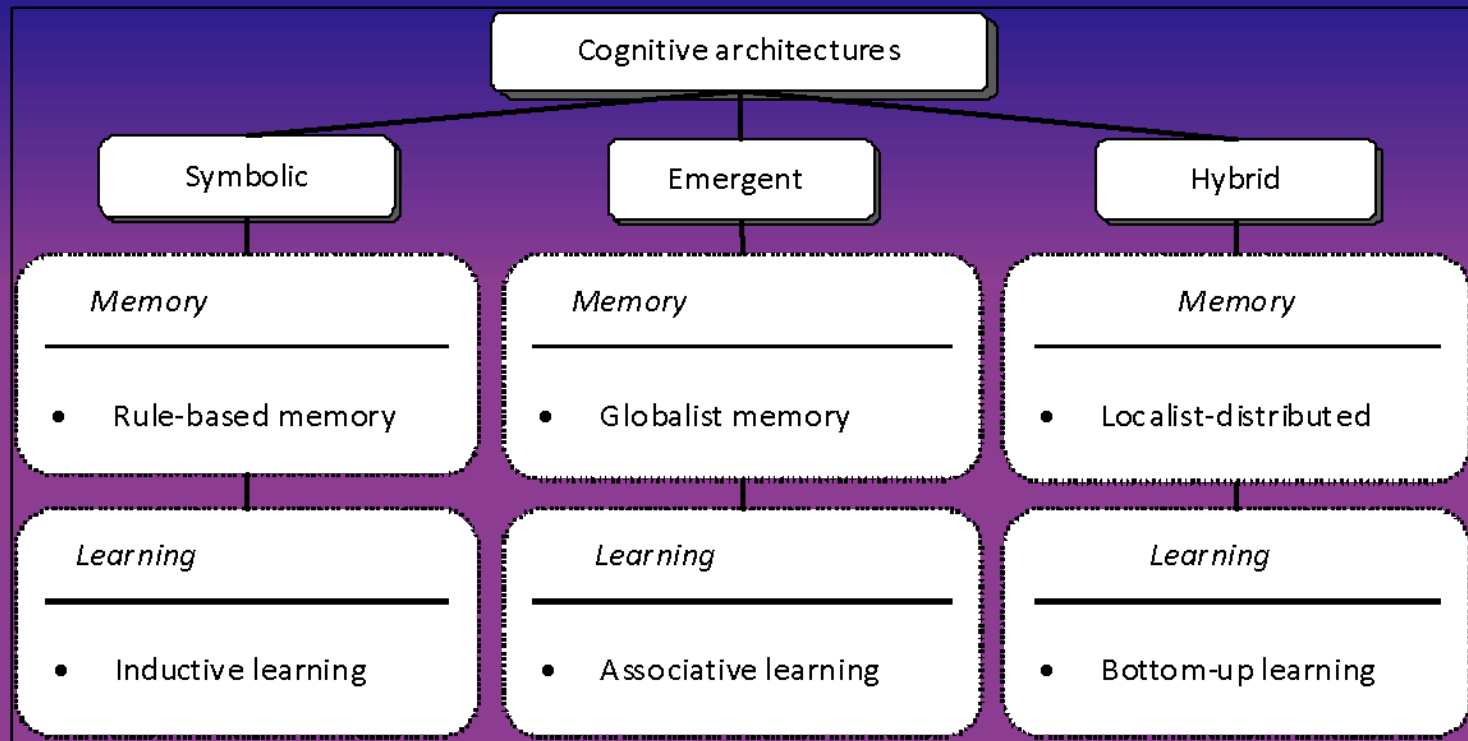 Cognitive architectures
Symbolic
Emergent
Hybrid
Memory
• Rule-based memory
Memory
• Globalist memory
Memory
• Localist-distributed
Learning
• Inductive learning
Learning
• Associative learning
Learning
• Bottom-up learning